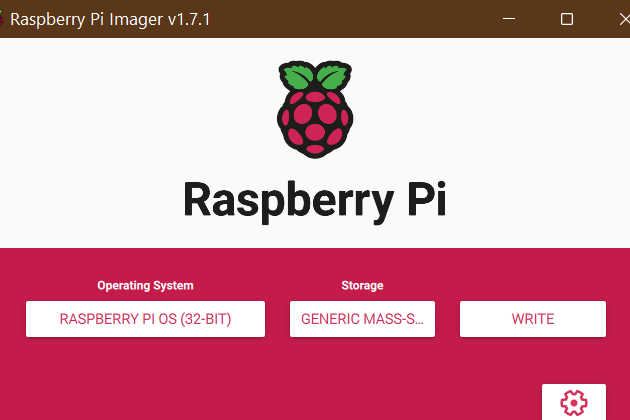 Raspberry Pi Imager v1.7.1
Raspberry Pi
Operating System
Storage
RASPBERRY PI OS (32-BIT)
GENERIC MASS-S...
WRITE